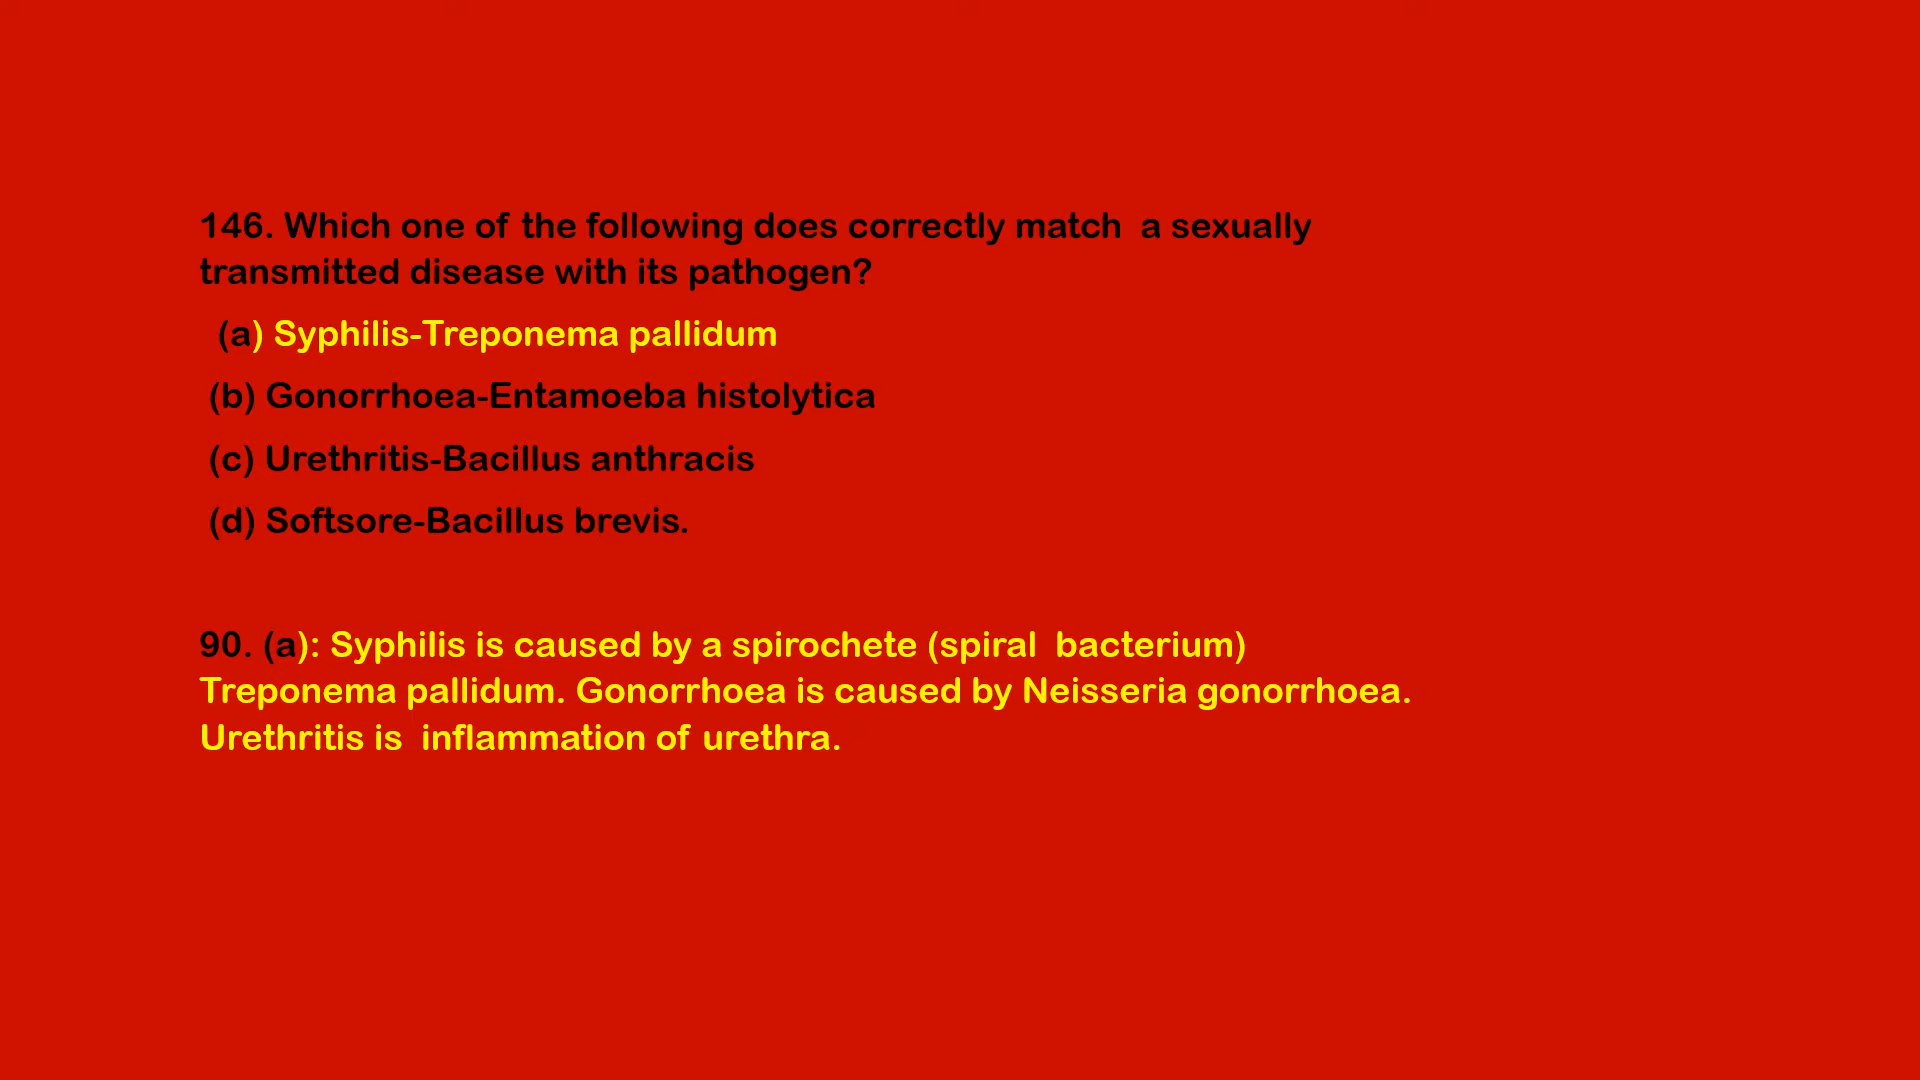 146. Which one of the following does correctly match a sexually
transmitted disease with its pathogen?
(a) Syphilis-Treponema pallidum
(b) Gonorrhoea-Entamoeba histolytica
(c) Urethritis-Bacillus anthracis
(d) Softsore-Bacillus brevis.
90. (a): Syphilis is caused by a spirochete (spiral bacterium)
Treponema pallidum. Gonorrhoea is caused by Neisseria gonorrhoea.
Urethritis is inflammation of urethra.